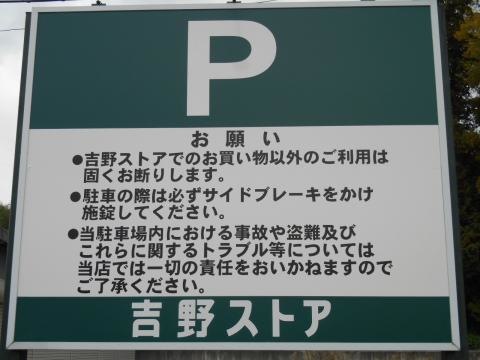 P
お願い
●吉野ストアでのお買い物以外のご利用は
固くお断りします。
●駐車の際は必ずサイドブレーキをかけ
施錠してください。
●当駐車場内における事故や盗難及び
これらに関するトラブル等については
当店では一切の責任をおいかねますので
ご了承ください。
吉野ストア